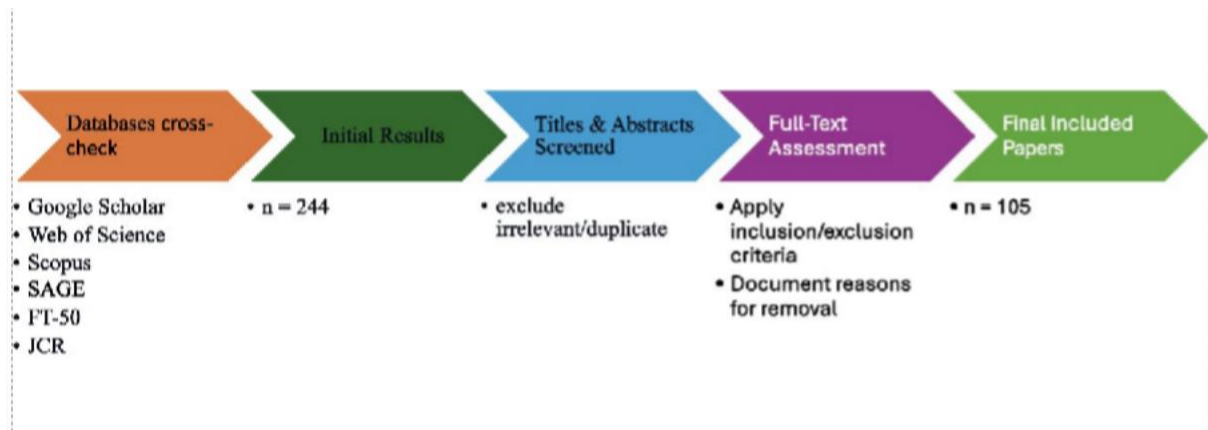 Databases cross-
check
Initial Results
Titles & Abstracts
Screened
Full-Text
Assessment
Final Included
Papers
• Google Scholar
• Web of Science
• Scopus
• SAGE
• FT-50
• JCR
• n = 244
• exclude
irrelevant/duplicate
• Apply
inclusion/exclusion
criteria
• Document reasons
for removal
• n = 105